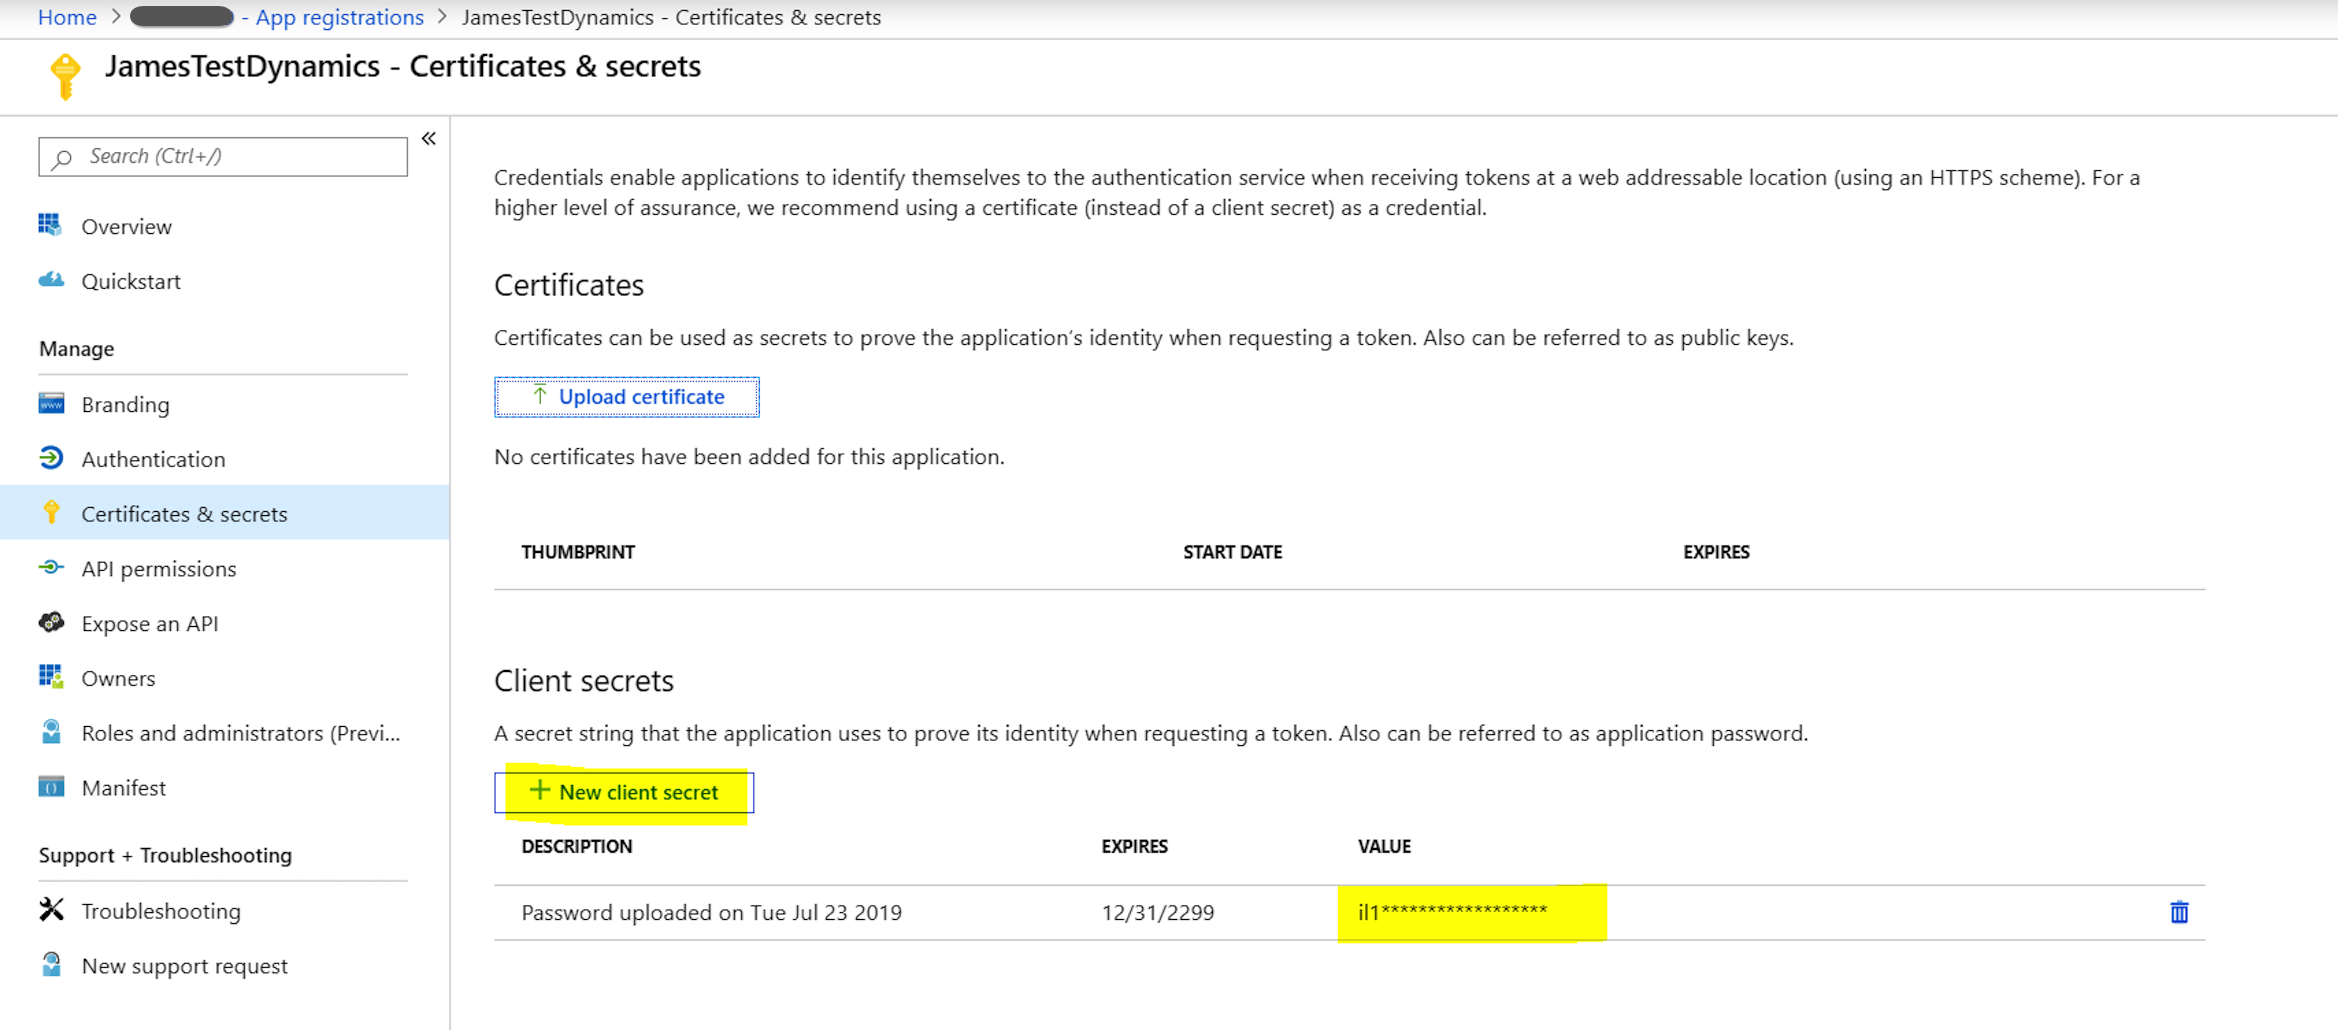 Home > - App registrations > JamesTestDynamics - Certificates & secrets
JamesTestDynamics - Certificates & secrets
Search (Ctrl+/)
«
Overview
Quickstart
Manage
Branding
Authentication
Certificates & secrets
API permissions
Expose an API
Owners
Roles and administrators (Previ...
Manifest
Support + Troubleshooting
Troubleshooting
New support request
Credentials enable applications to identify themselves to the authentication service when receiving tokens at a web addressable location (using an HTTPS scheme). For a
higher level of assurance, we recommend using a certificate (instead of a client secret) as a credential.
Certificates
Certificates can be used as secrets to prove the application's identity when requesting a token. Also can be referred to as public keys.
Upload certificate
No certificates have been added for this application.
THUMBPRINT START DATE EXPIRES
Client secrets
A secret string that the application uses to prove its identity when requesting a token. Also can be referred to as application password.
+ New client secret
DESCRIPTION EXPIRES VALUE
Password uploaded on Tue Jul 23 2019 12/31/2299 il1******************